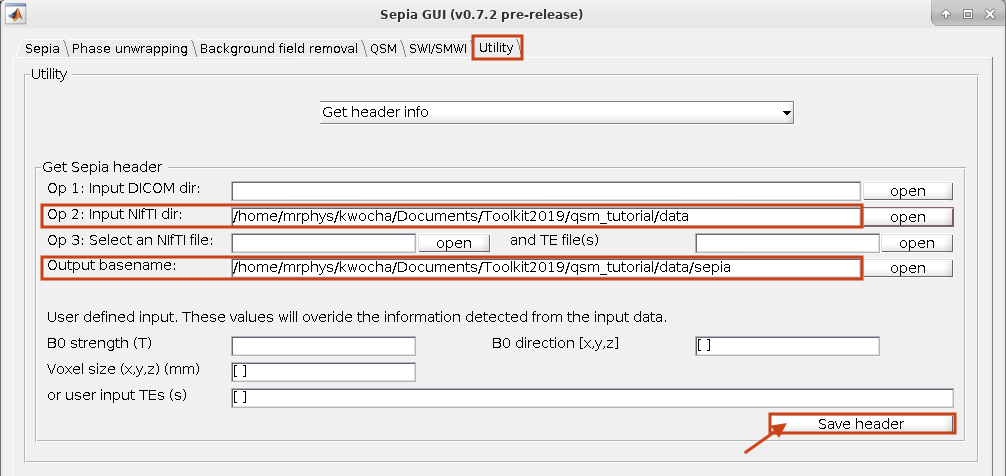 Sepia GUI (v0.7.2 pre-release)
Sepia Phase unwrapping Background field removal QSM SWI/SMWI Utility
Utility
Get header info
Get Sepia header
Op 1: Input DICOM dir: open
Op 2: Input NIfTI dir: /home/mrphys/kwocha/Documents/Toolkit2019/qsm_tutorial/data open
Op 3: Select an NIfTI file: open and TE file(s) open
Output basename: /home/mrphys/kwocha/Documents/Toolkit2019/qsm_tutorial/data/sepia open
User defined input. These values will overide the information detected from the input data.
B0 strength (T) B0 direction [x,y,z] [ ]
Voxel size (x,y,z) (mm) [ ]
or user input TEs (s) [ ]
Save header